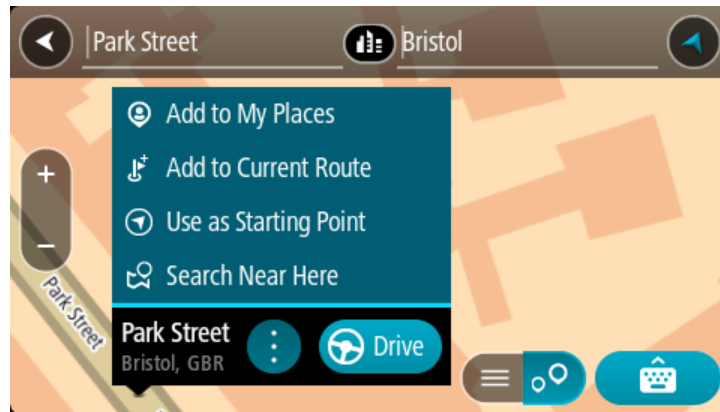 Park Street
Bristol
Add to My Places
Add to Current Route
Use as Starting Point
Search Near Here
+
−
Park Street
Park Street
Bristol, GBR
Drive